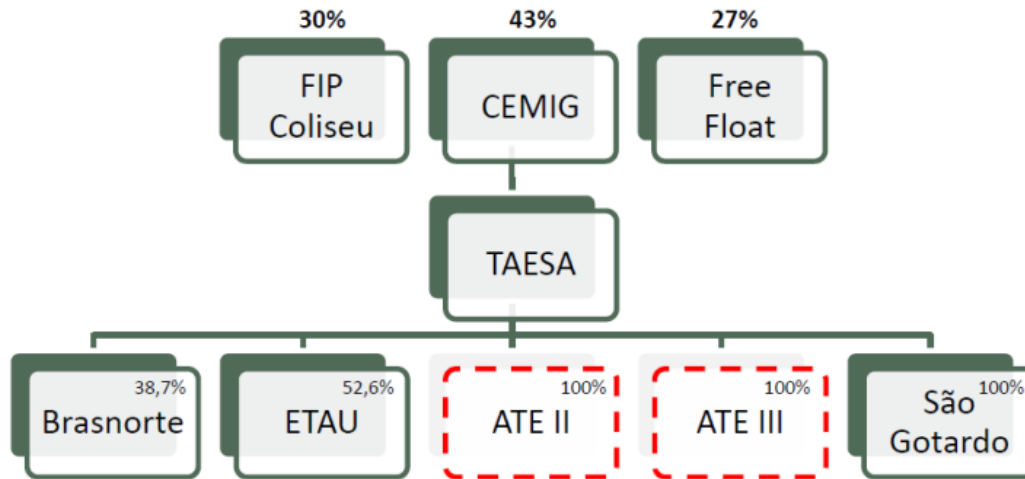 30%
43%
27%
FIP
Coliseu
CEMIG
Free
Float
TAESA
38,7%
Brasnorte
52,6%
ETAU
100%
ATE II
100%
ATE III
100%
São
Gotardo